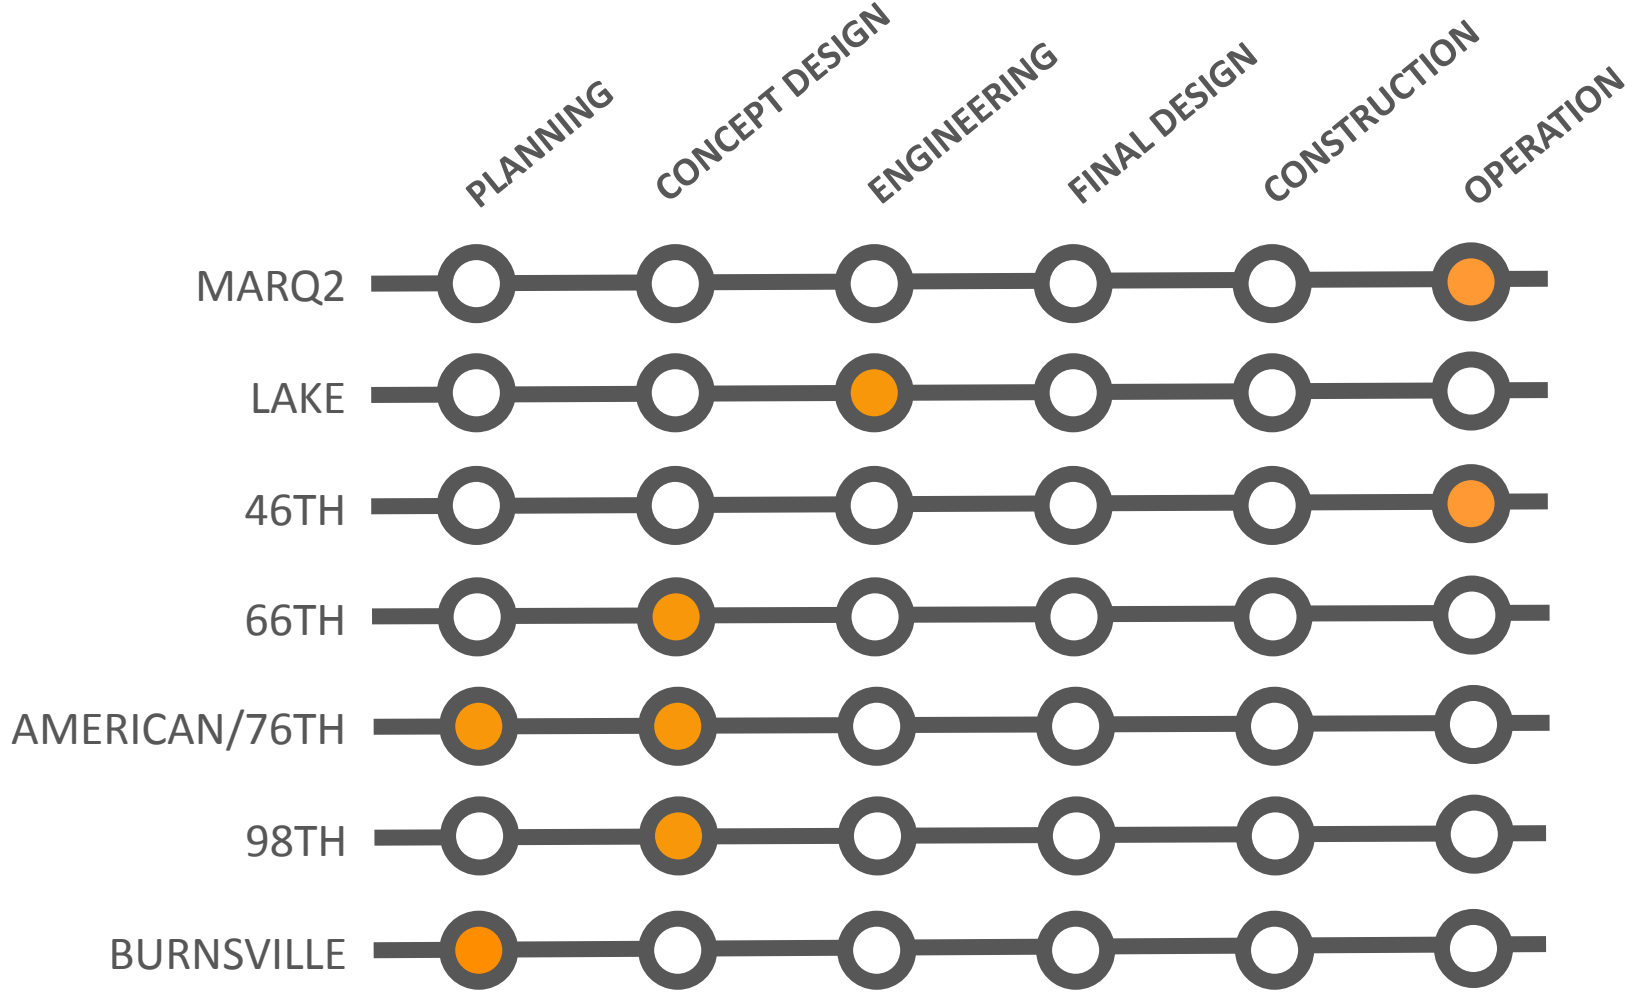 PLANNING
CONCEPT DESIGN
ENGINEERING
FINAL DESIGN
CONSTRUCTION
OPERATION
MARQ2
LAKE
46TH
66TH
AMERICAN/76TH
98TH
BURNSVILLE